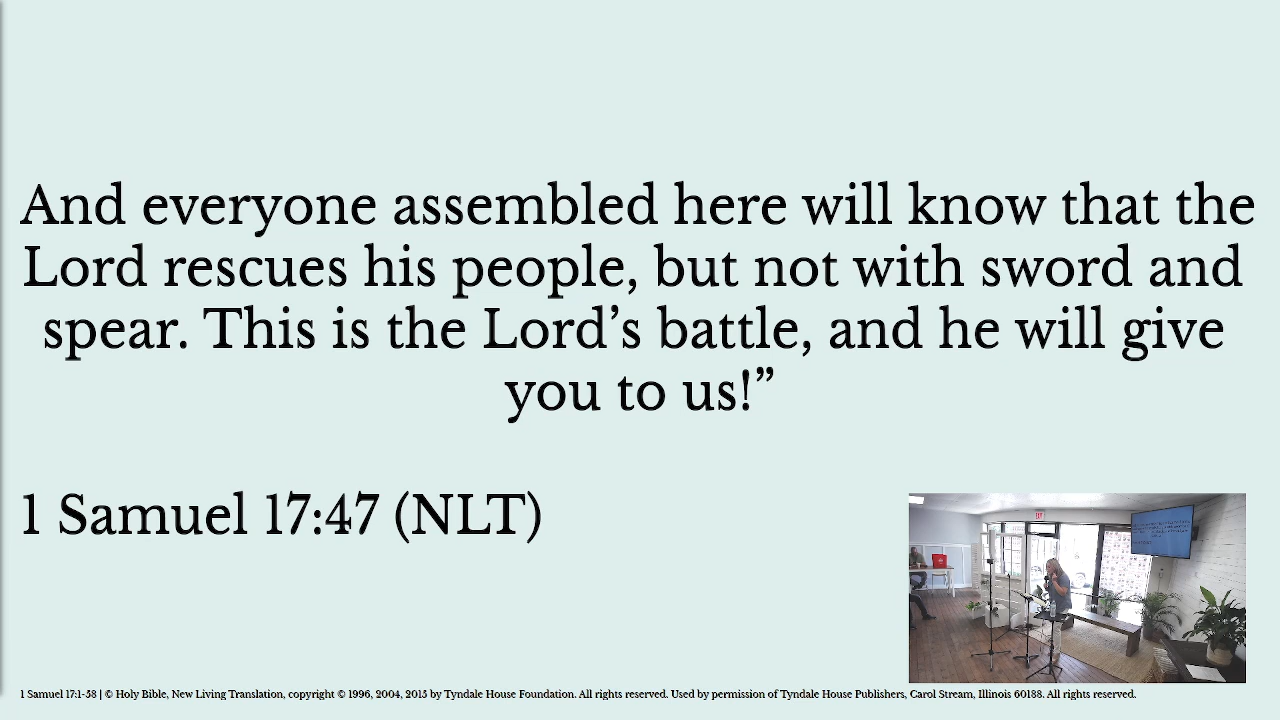 And everyone assembled here will know that the
Lord rescues his people, but not with sword and
spear. This is the Lord’s battle, and he will give
you to us!”
1 Samuel 17:47 (NLT)
1 Samuel 17:1-58 | © Holy Bible, New Living Translation, copyright © 1996, 2004, 2015 by Tyndale House Foundation. All rights reserved. Used by permission of Tyndale House Publishers, Carol Stream, Illinois 60188. All rights reserved.